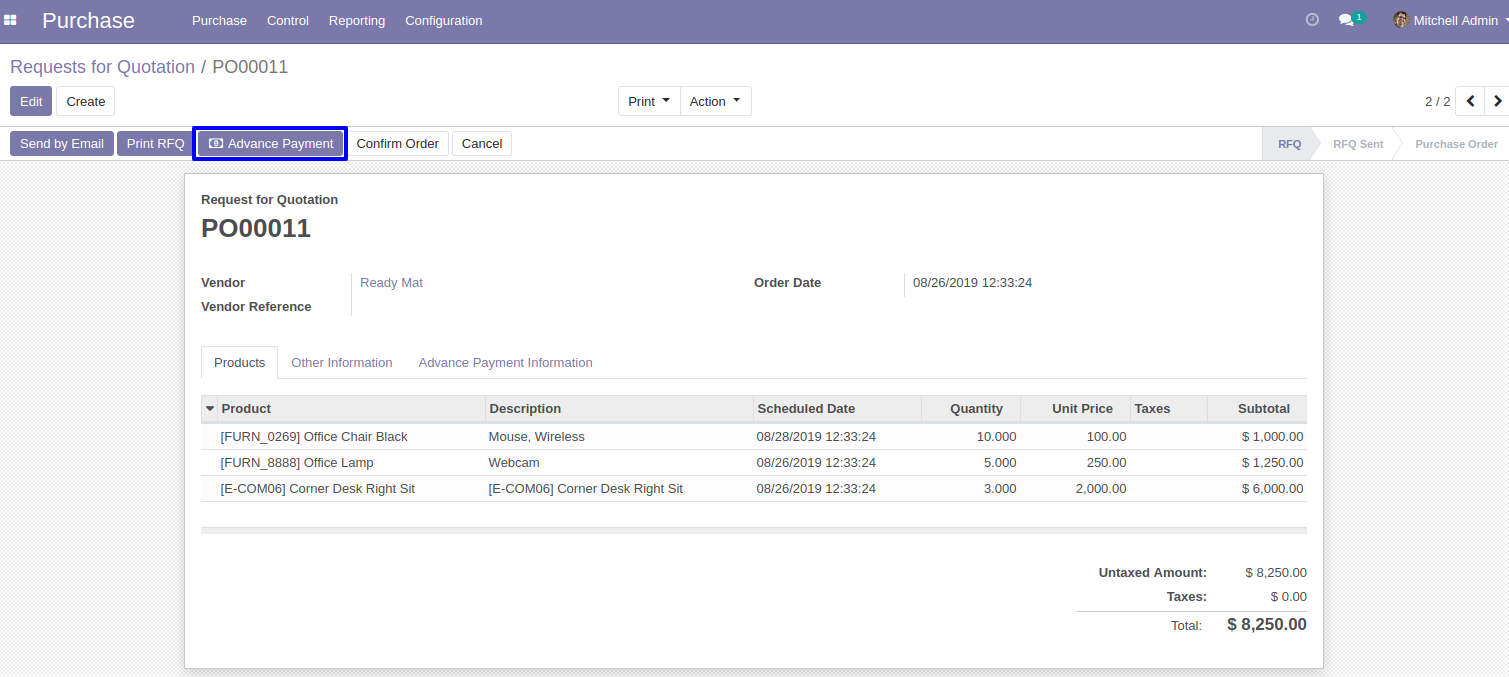 Purchase Purchase Control Reporting Configuration 1 Mitchell Admin
Requests for Quotation / PO00011
Edit Create Print Action 2 / 2
Send by Email Print RFQ Advance Payment Confirm Order Cancel RFQ RFQ Sent Purchase Order
Request for Quotation
PO00011
Vendor Ready Mat Order Date 08/26/2019 12:33:24
Vendor Reference
Products Other Information Advance Payment Information
Product Description Scheduled Date Quantity Unit Price Taxes Subtotal
[FURN_0269] Office Chair Black Mouse, Wireless 08/28/2019 12:33:24 10.000 100.00 $ 1,000.00
[FURN_8888] Office Lamp Webcam 08/26/2019 12:33:24 5.000 250.00 $ 1,250.00
[E-COM06] Corner Desk Right Sit [E-COM06] Corner Desk Right Sit 08/26/2019 12:33:24 3.000 2,000.00 $ 6,000.00
Untaxed Amount: $ 8,250.00
Taxes: $ 0.00
Total: $ 8,250.00